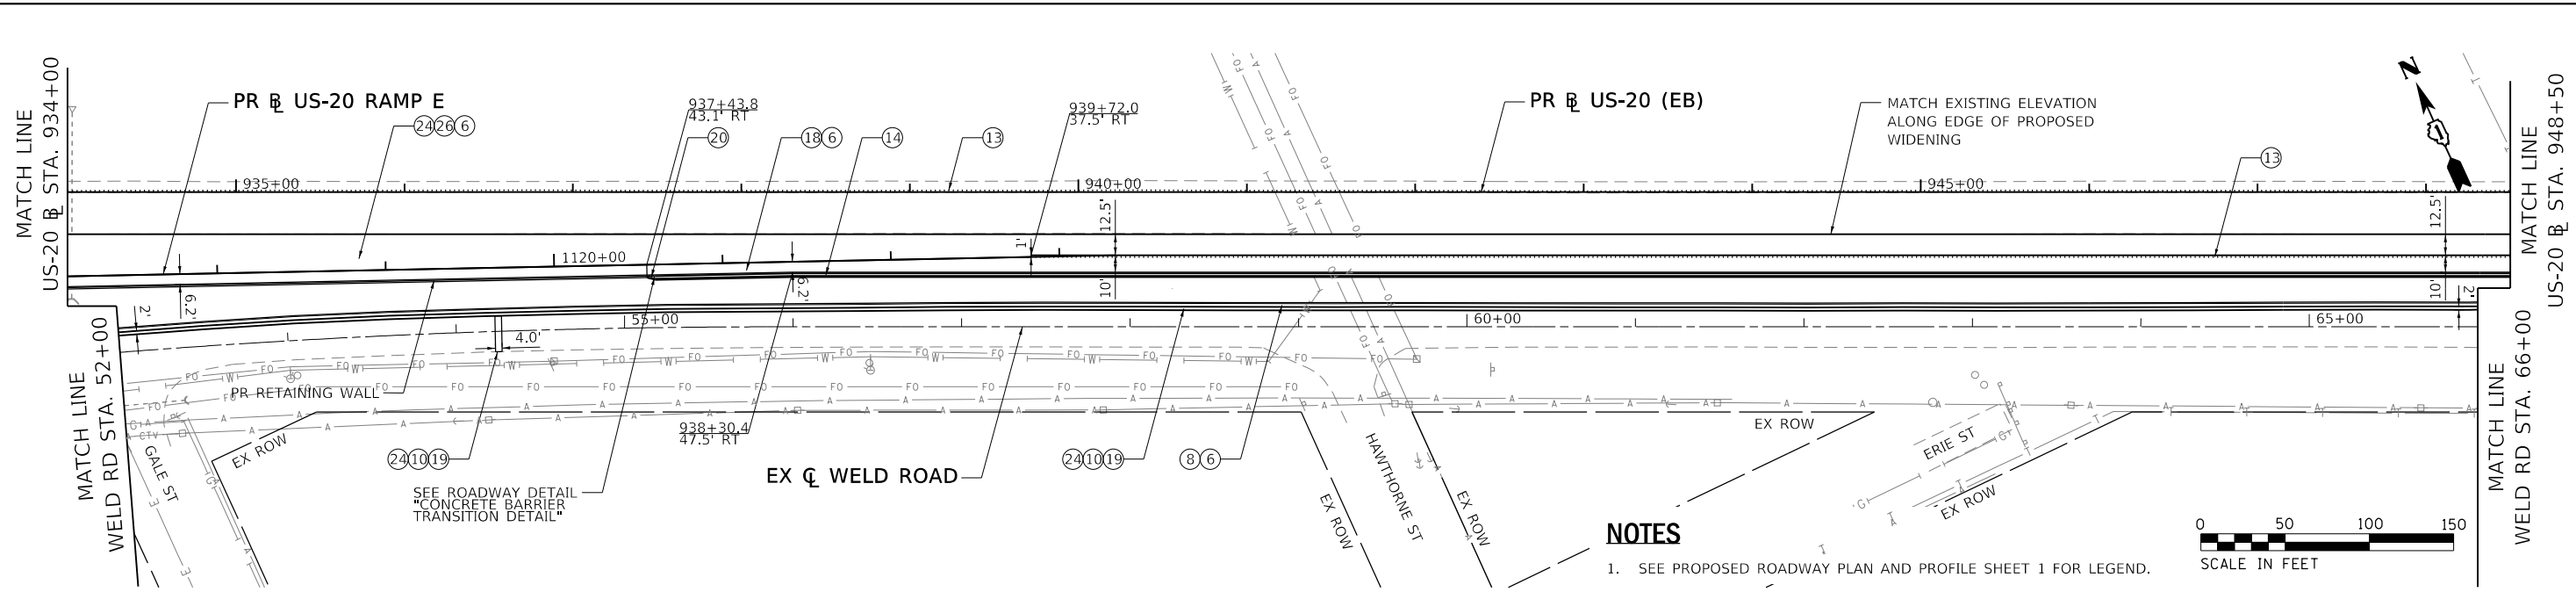 MATCH LINE
US-20 BL STA. 934+00
PR BL US-20 RAMP E
24 26 6
937+43.8
43.1' RT
20
18 6
14
13
939+72.0
37.5' RT
PR BL US-20 (EB)
MATCH EXISTING ELEVATION
ALONG EDGE OF PROPOSED
WIDENING
13
N
MATCH LINE
US-20 BL STA. 948+50
935+00
940+00
945+00
12.5'
12.5'
1120+00
1'
10'
10'
6.2'
6.2'
2'
2'
55+00
60+00
65+00
4.0'
MATCH LINE
WELD RD STA. 52+00
PR RETAINING WALL
938+30.4
47.5' RT
24 10 19
24 10 19
8 6
EX CL WELD ROAD
SEE ROADWAY DETAIL
"CONCRETE BARRIER
TRANSITION DETAIL"
GALE ST
EX ROW
CTV
EX ROW
HAWTHORNE ST
EX ROW
EX ROW
ERIE ST
EX ROW
MATCH LINE
WELD RD STA. 66+00
NOTES
1. SEE PROPOSED ROADWAY PLAN AND PROFILE SHEET 1 FOR LEGEND.
0 50 100 150
SCALE IN FEET